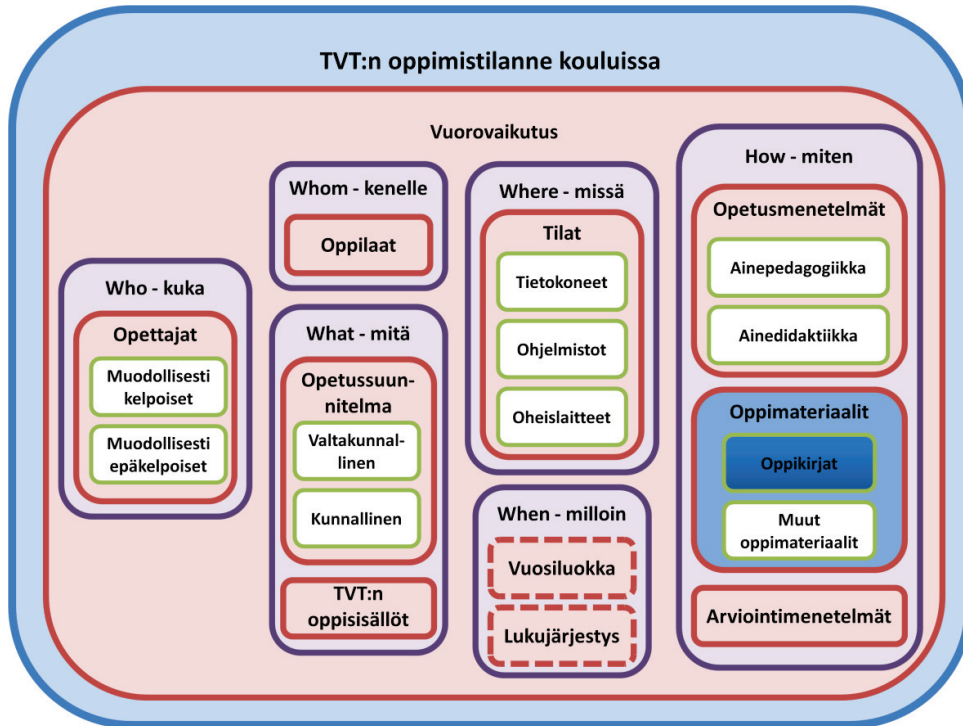 TVT:n oppimistilanne kouluissa
Vuorovaikutus
Who - kuka
Opettajat
Muodollisesti
kelpoiset
Muodollisesti
epäkelpoiset
Whom - kenelle
Oppilaat
What - mitä
Opetussuun-
nitelma
Valtakunnal-
linen
Kunnallinen
TVT:n
oppisisällöt
Where - missä
Tilat
Tietokoneet
Ohjelmistot
Oheislaitteet
When - milloin
Vuosiluokka
Lukujärjestys
How - miten
Opetusmenetelmät
Ainepedagogiikka
Ainedidaktiikka
Oppimateriaalit
Oppikirjat
Muut
oppimateriaalit
Arviointimenetelmät